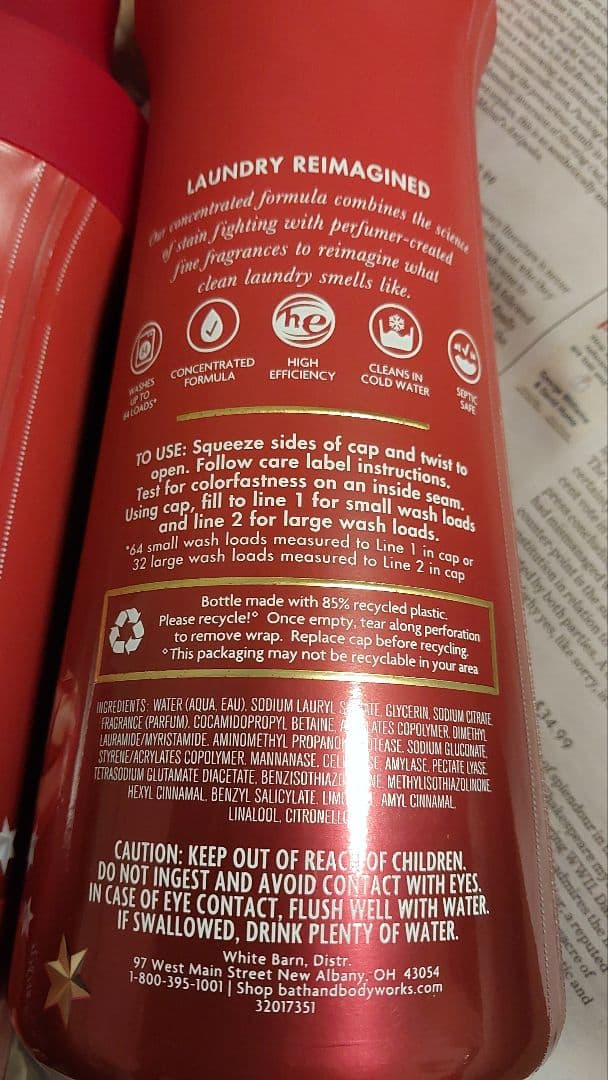 LAUNDRY REIMAGINED
Our concentrated formula combines the science
of stain fighting with perfumer-created
fine fragrances to reimagine what
clean laundry smells like.
WASHES
UP TO
64 LOADS*
CONCENTRATED
FORMULA
he
HIGH
EFFICIENCY
CLEANS IN
COLD WATER
SEPTIC
SAFE
TO USE: Squeeze sides of cap and twist to
open. Follow care label instructions.
Test for colorfastness on an inside seam.
Using cap, fill to line 1 for small wash loads
and line 2 for large wash loads.
*64 small wash loads measured to Line 1 in cap or
32 large wash loads measured to Line 2 in cap
Bottle made with 85% recycled plastic.
Please recycle!° Once empty, tear along perforation
to remove wrap. Replace cap before recycling.
°This packaging may not be recyclable in your area
INGREDIENTS: WATER (AQUA, EAU), SODIUM LAURYL GLYCERIN, SODIUM CITRATE,
FRAGRANCE (PARFUM), COCAMIDOPROPYL BETAINE, COPOLYMER, DIMETHYL
LAURAMIDE/MYRISTAMIDE, AMINOMETHYL SODIUM GLUCONATE,
STYRENE/ACRYLATES COPOLYMER, MANNANASE, AMYLASE, PECTATE LYASE,
TETRASODIUM GLUTAMATE DIACETATE, METHYLISOTHIAZOLINONE,
HEXYL CINNAMAL, BENZYL SALICYLATE, AMYL CINNAMAL,
LINALOOL,
CAUTION: KEEP OUT OF REACH OF CHILDREN.
DO NOT INGEST AND AVOID CONTACT WITH EYES.
IN CASE OF EYE CONTACT, FLUSH WELL WITH WATER.
IF SWALLOWED, DRINK PLENTY OF WATER.
White Barn, Distr.
97 West Main Street New Albany, OH 43054
1-800-395-1001 | Shop bathandbodyworks.com
32017351
£14.99